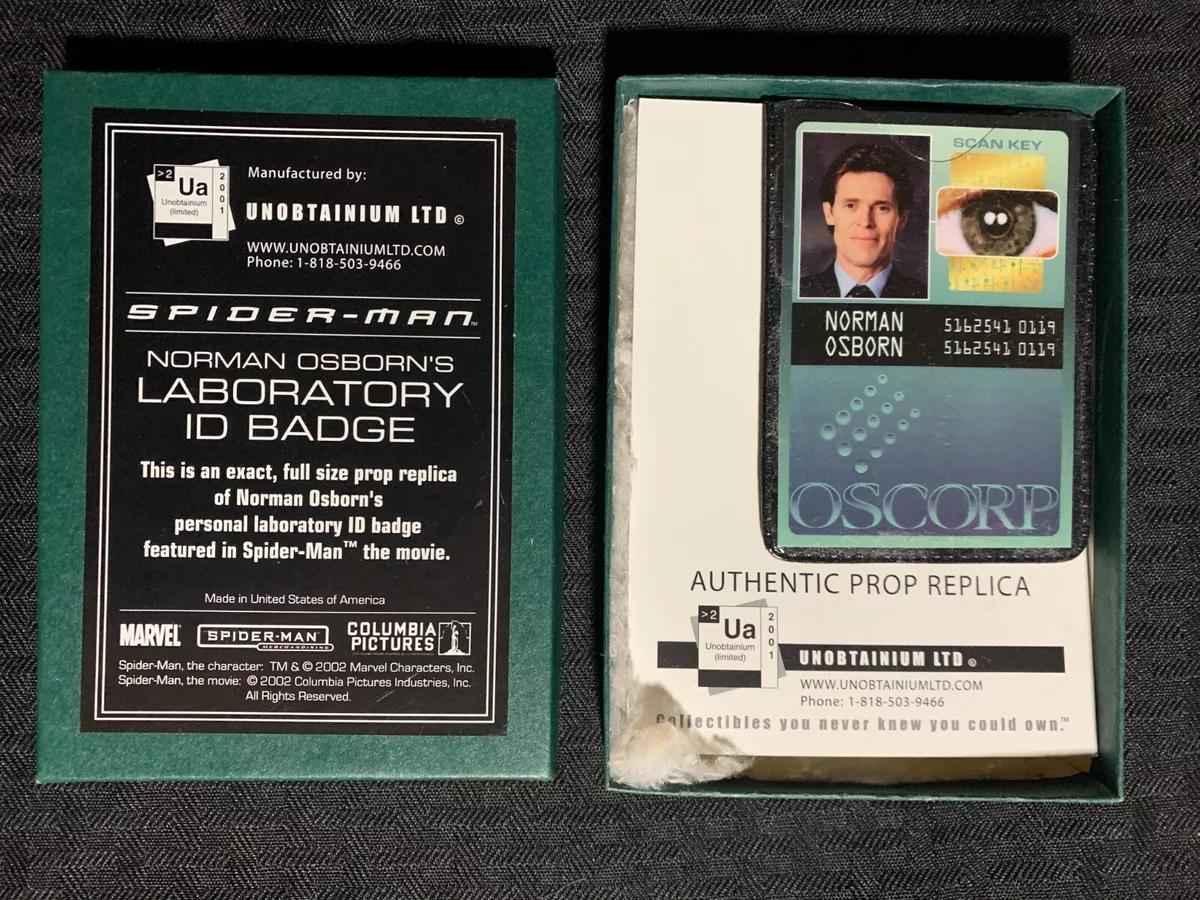 >2
Ua
Unobtainium
(limited)
2001
Manufactured by:
UNOBTAINIUM LTD ©
WWW.UNOBTAINIUMLTD.COM
Phone: 1-818-503-9466
SPIDER-MAN™
NORMAN OSBORN'S
LABORATORY
ID BADGE
This is an exact, full size prop replica
of Norman Osborn's
personal laboratory ID badge
featured in Spider-Man™ the movie.
Made in United States of America
MARVEL
SPIDER-MAN
MERCHANDISING
COLUMBIA
PICTURES
Spider-Man, the character: TM & © 2002 Marvel Characters, Inc.
Spider-Man, the movie: © 2002 Columbia Pictures Industries, Inc.
All Rights Reserved.
SCAN KEY
NORMAN 5162541 0119
OSBORN 5162541 0119
OSCORP
AUTHENTIC PROP REPLICA
>2
Ua
Unobtainium
(limited)
2001
UNOBTAINIUM LTD ©
WWW.UNOBTAINIUMLTD.COM
Phone: 1-818-503-9466
Collectibles you never knew you could own.™